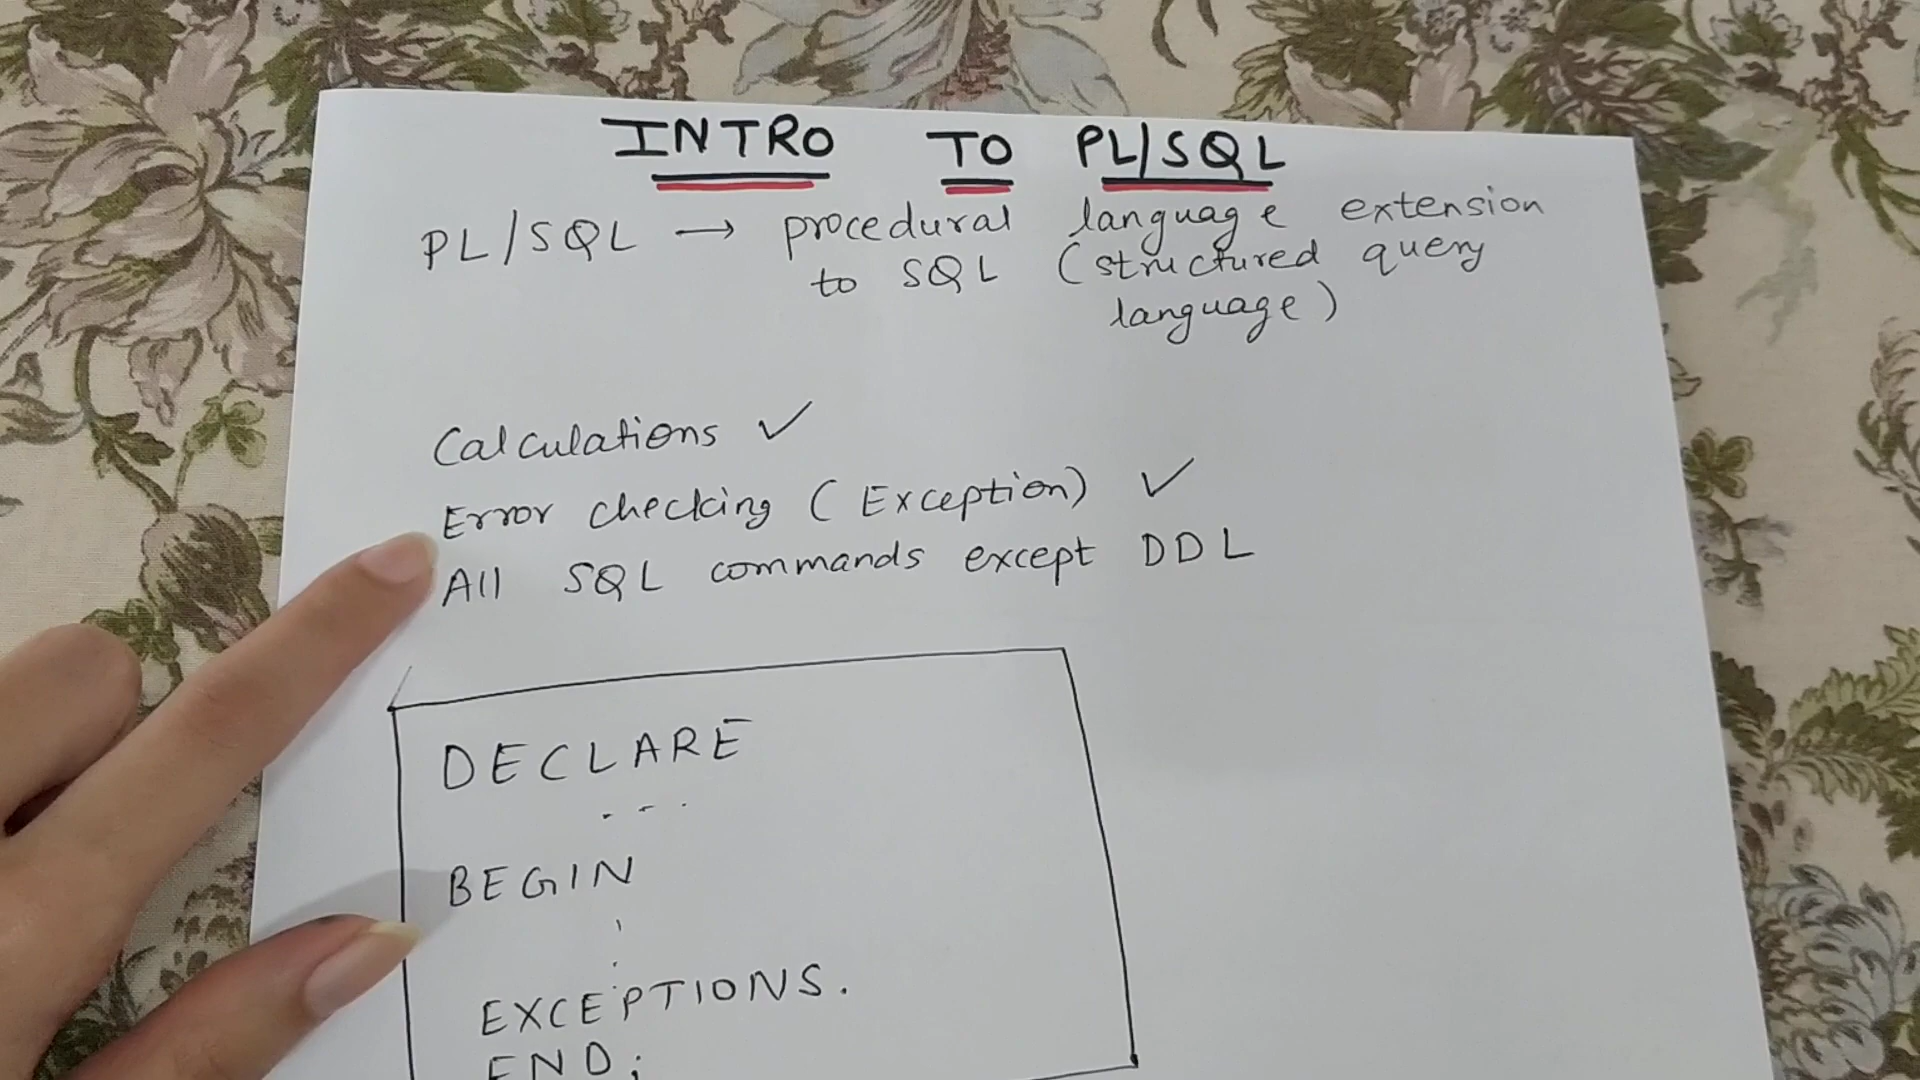 INTRO TO PL/SQL
PL/SQL → procedural language extension
to SQL (structured query
language)
Calculations ✓
Error checking (Exception) ✓
All SQL commands except DDL
DECLARE
...
BEGIN
EXCEPTIONS.
END;